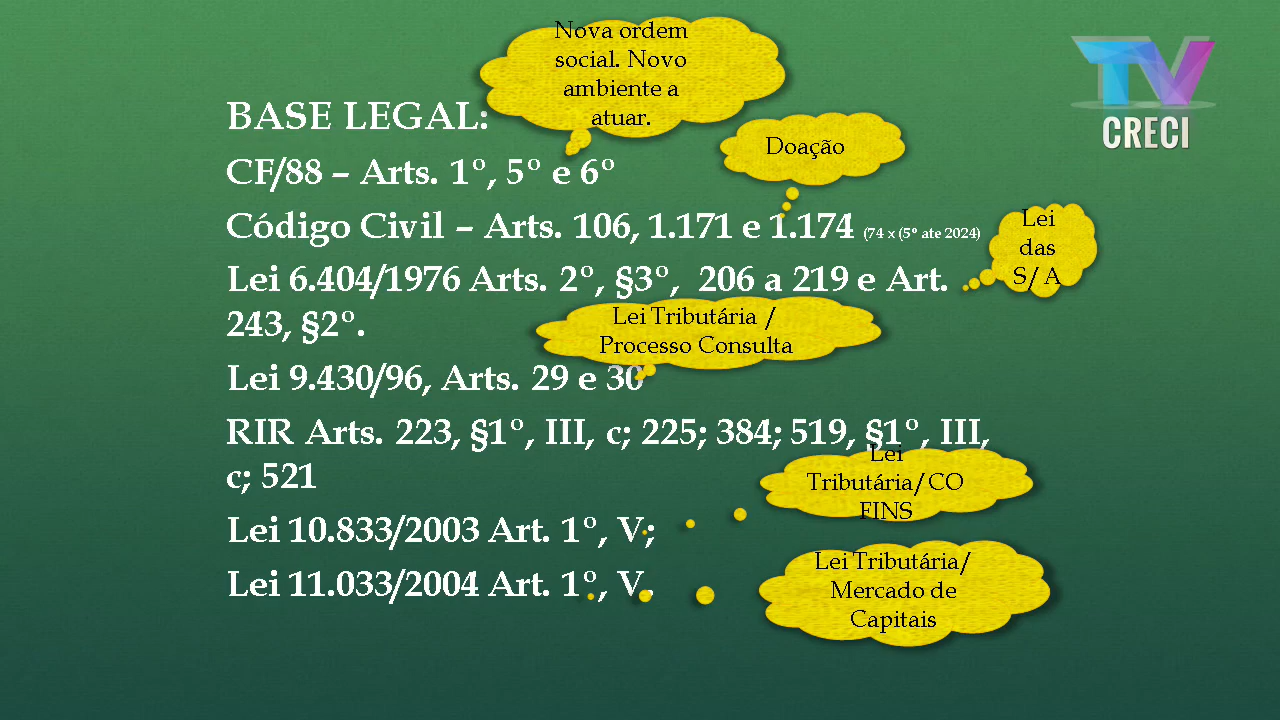 Nova ordem
social. Novo
ambiente a
atuar.
TV
CRECI
BASE LEGAL:
Doação
CF/88 – Arts. 1º, 5º e 6º
Código Civil – Arts. 106, 1.171 e 1.174 (74 x (5º ate 2024)
Lei
das
S/A
Lei 6.404/1976 Arts. 2º, §3º, 206 a 219 e Art.
243, §2º.
Lei Tributária /
Processo Consulta
Lei 9.430/96, Arts. 29 e 30
RIR Arts. 223, §1º, III, c; 225; 384; 519, §1º, III,
c; 521
Lei
Tributária/CO
FINS
Lei 10.833/2003 Art. 1º, V;
Lei 11.033/2004 Art. 1º, V.
Lei Tributária/
Mercado de
Capitais